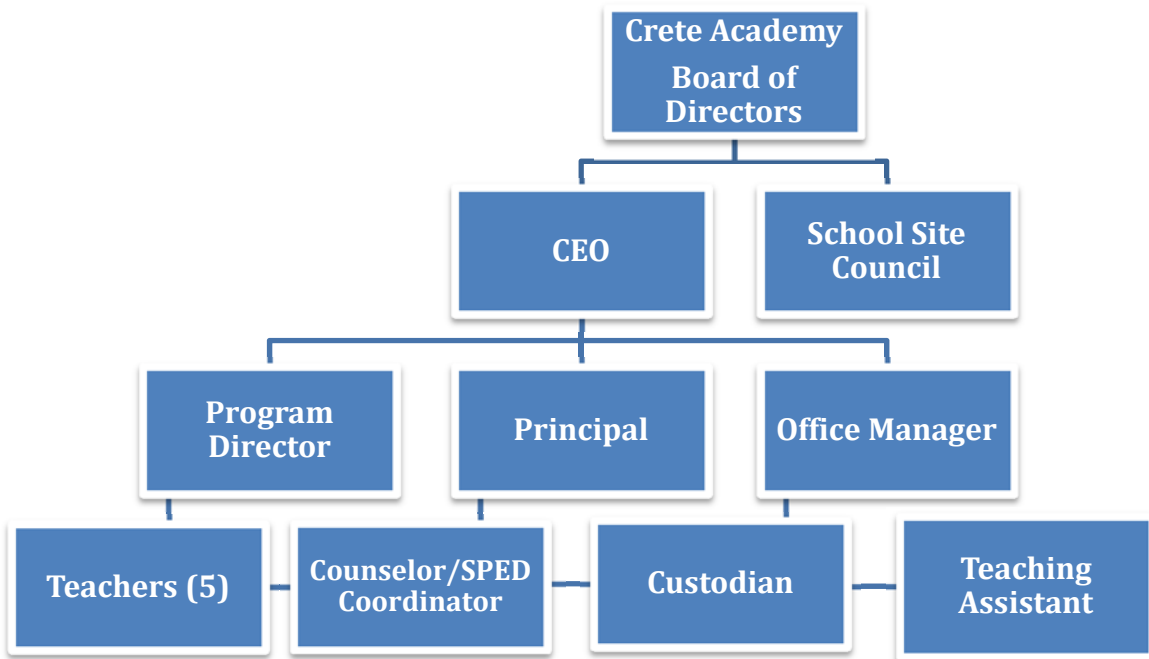 Crete Academy
Board of
Directors
CEO
School Site
Council
Program
Director
Principal
Office Manager
Teachers (5)
Counselor/SPED
Coordinator
Custodian
Teaching
Assistant